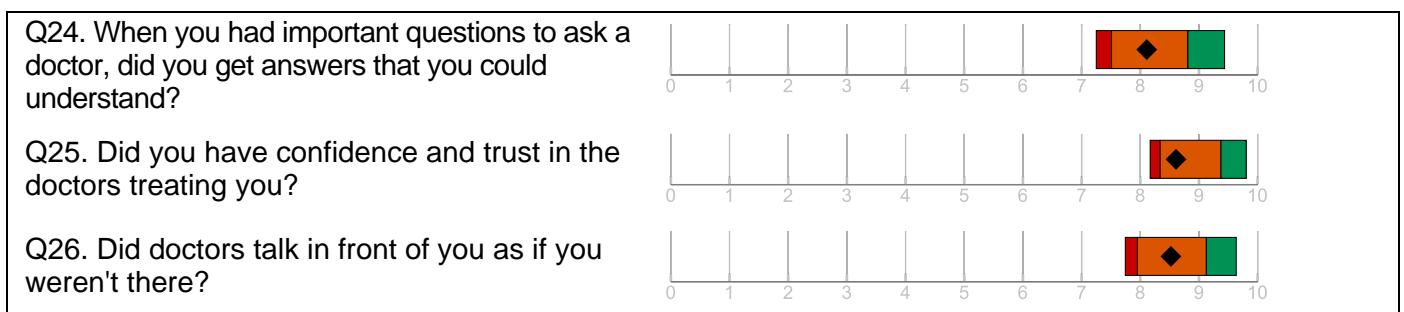 Q24. When you had important questions to ask a
doctor, did you get answers that you could
understand?
0 1 2 3 4 5 6 7 8 9 10
Q25. Did you have confidence and trust in the
doctors treating you?
0 1 2 3 4 5 6 7 8 9 10
Q26. Did doctors talk in front of you as if you
weren't there?
0 1 2 3 4 5 6 7 8 9 10